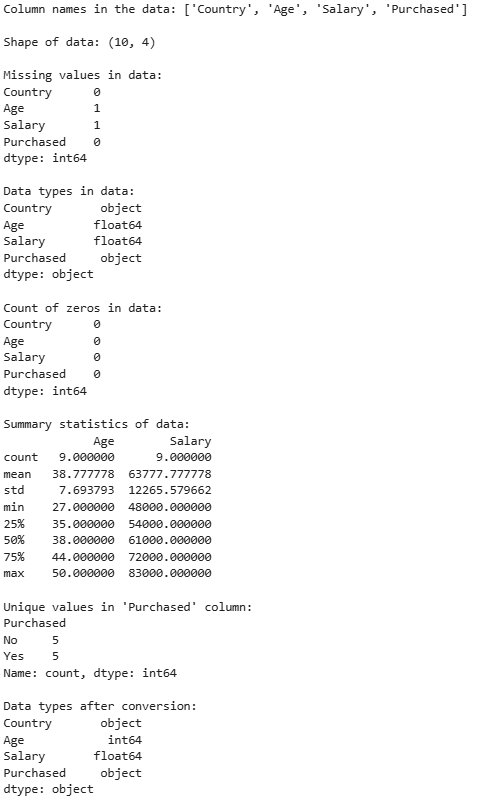 Column names in the data: ['Country', 'Age', 'Salary', 'Purchased']
Shape of data: (10, 4)
Missing values in data:
Country      0
Age          1
Salary       1
Purchased    0
dtype: int64
Data types in data:
Country       object
Age          float64
Salary       float64
Purchased     object
dtype: object
Count of zeros in data:
Country      0
Age          0
Salary       0
Purchased    0
dtype: int64
Summary statistics of data:
             Age        Salary
count   9.000000      9.000000
mean   38.777778  63777.777778
std     7.693793  12265.579662
min    27.000000  48000.000000
25%    35.000000  54000.000000
50%    38.000000  61000.000000
75%    44.000000  72000.000000
max    50.000000  83000.000000
Unique values in 'Purchased' column:
Purchased
No     5
Yes    5
Name: count, dtype: int64
Data types after conversion:
Country       object
Age            int64
Salary       float64
Purchased     object
dtype: object